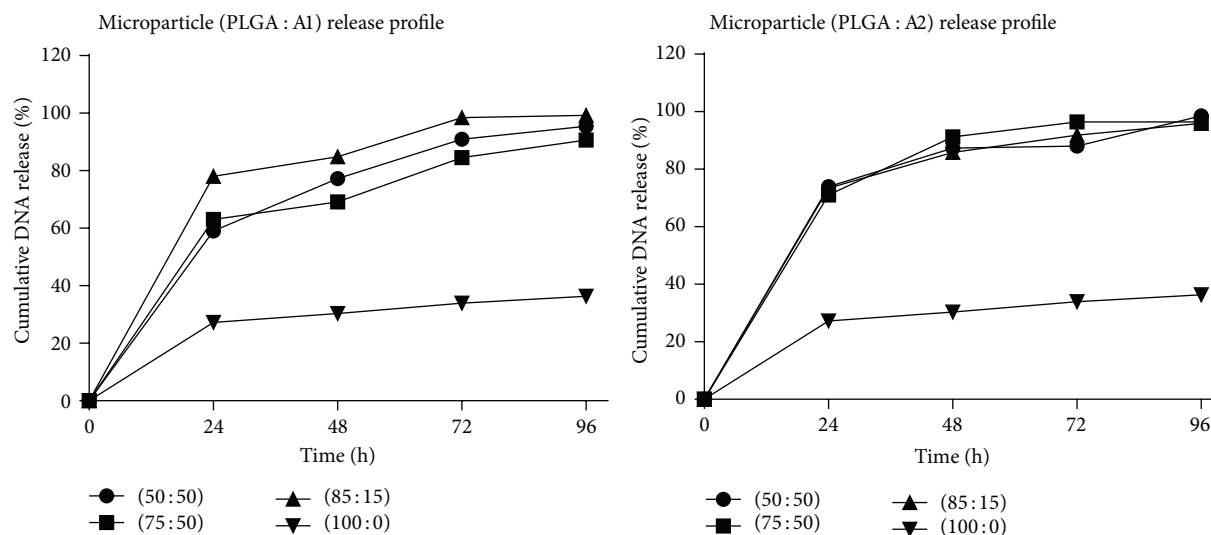 Microparticle (PLGA : A1) release profile
120
100
80
60
40
20
0
Cumulative DNA release (%)
0 24 48 72 96
Time (h)
(50:50) (85:15)
(75:50) (100:0)
Microparticle (PLGA : A2) release profile
120
100
80
60
40
20
0
Cumulative DNA release (%)
0 24 48 72 96
Time (h)
(50:50) (85:15)
(75:50) (100:0)